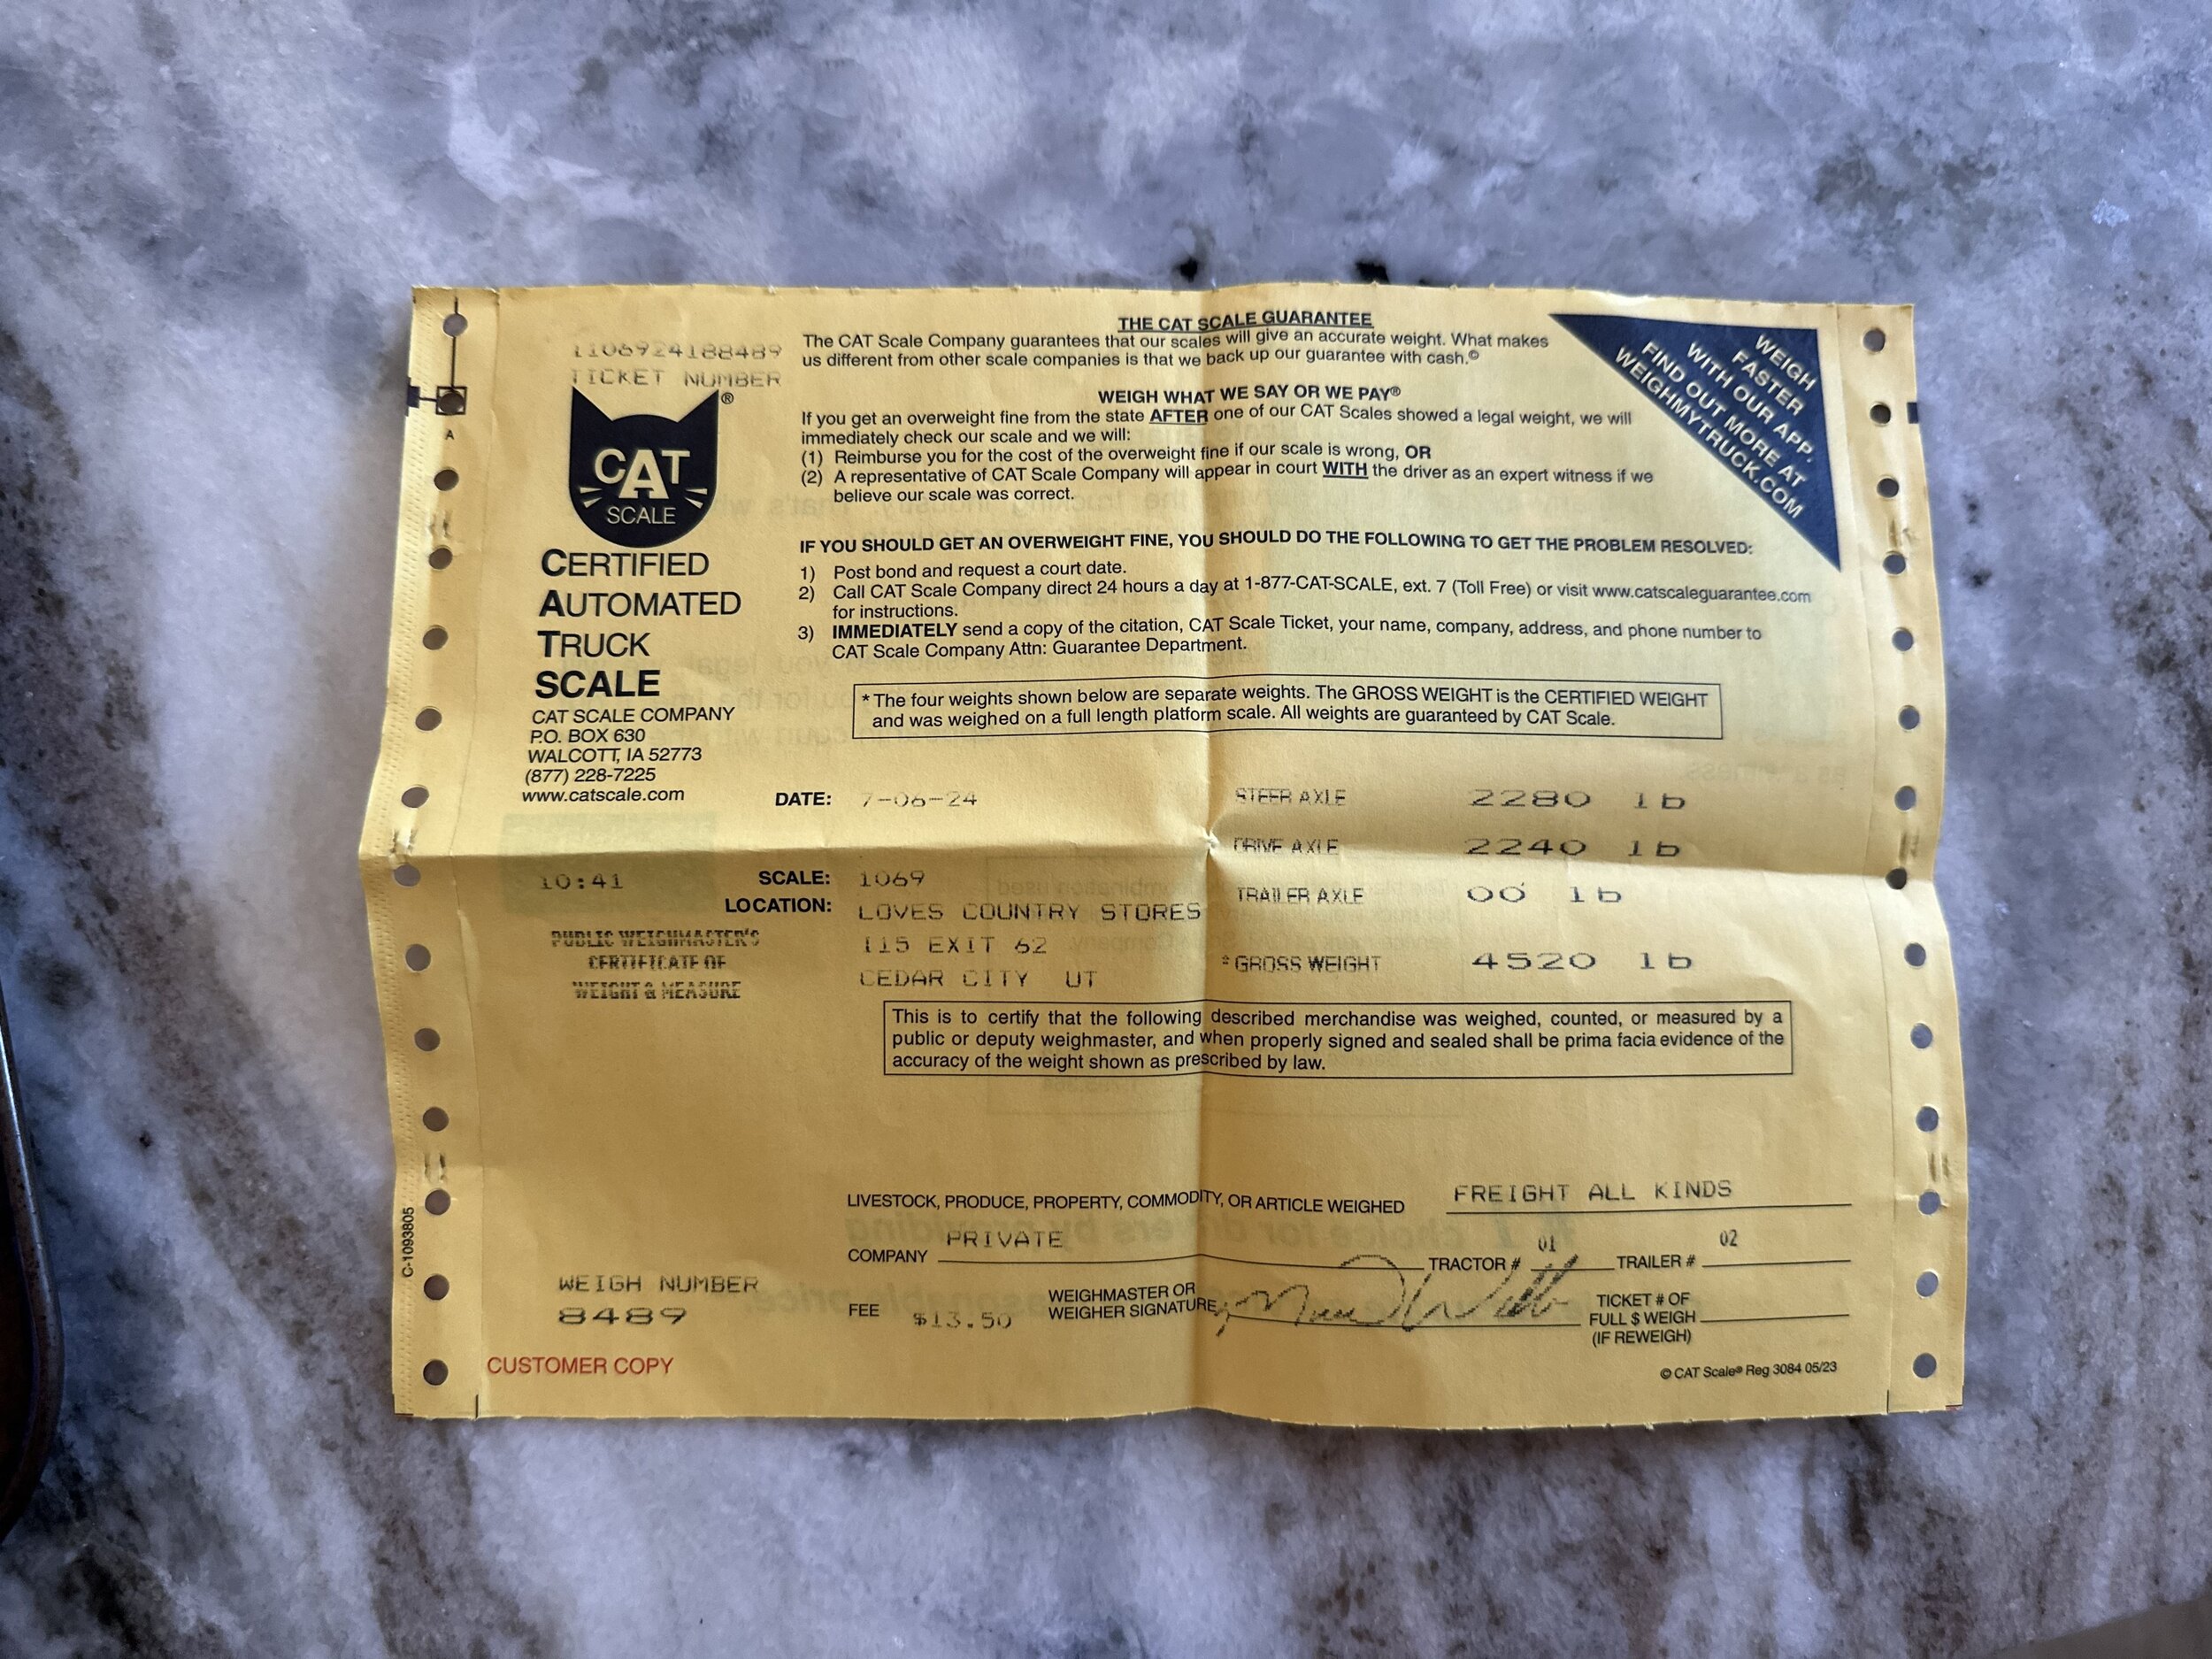 1106924188489
TICKET NUMBER
CAT
SCALE
®
CERTIFIED
AUTOMATED
TRUCK
SCALE
CAT SCALE COMPANY
P.O. BOX 630
WALCOTT, IA 52773
(877) 228-7225
www.catscale.com
THE CAT SCALE GUARANTEE
The CAT Scale Company guarantees that our scales will give an accurate weight. What makes
us different from other scale companies is that we back up our guarantee with cash.©
WEIGH WHAT WE SAY OR WE PAY®
If you get an overweight fine from the state AFTER one of our CAT Scales showed a legal weight, we will
immediately check our scale and we will:
(1) Reimburse you for the cost of the overweight fine if our scale is wrong, OR
(2) A representative of CAT Scale Company will appear in court WITH the driver as an expert witness if we
believe our scale was correct.
WEIGH
FASTER
WITH OUR APP.
FIND OUT MORE AT
WEIGHMYTRUCK.COM
IF YOU SHOULD GET AN OVERWEIGHT FINE, YOU SHOULD DO THE FOLLOWING TO GET THE PROBLEM RESOLVED:
1) Post bond and request a court date.
2) Call CAT Scale Company direct 24 hours a day at 1-877-CAT-SCALE, ext. 7 (Toll Free) or visit www.catscaleguarantee.com
for instructions.
3) IMMEDIATELY send a copy of the citation, CAT Scale Ticket, your name, company, address, and phone number to
CAT Scale Company Attn: Guarantee Department.
* The four weights shown below are separate weights. The GROSS WEIGHT is the CERTIFIED WEIGHT
and was weighed on a full length platform scale. All weights are guaranteed by CAT Scale.
A
DATE: 7-06-24
STEER AXLE 2280 lb
DRIVE AXLE 2240 lb
10:41
SCALE: 1069
TRAILER AXLE 00 lb
LOCATION: LOVES COUNTRY STORES
I15 EXIT 62
* GROSS WEIGHT 4520 lb
CEDAR CITY UT
PUBLIC WEIGHMASTER'S
CERTIFICATE OF
WEIGHT & MEASURE
This is to certify that the following described merchandise was weighed, counted, or measured by a
public or deputy weighmaster, and when properly signed and sealed shall be prima facia evidence of the
accuracy of the weight shown as prescribed by law.
LIVESTOCK, PRODUCE, PROPERTY, COMMODITY, OR ARTICLE WEIGHED FREIGHT ALL KINDS
COMPANY PRIVATE TRACTOR # 01 TRAILER # 02
WEIGH NUMBER
8489
FEE $13.50
WEIGHMASTER OR
WEIGHER SIGNATURE
TICKET # OF
FULL $ WEIGH
(IF REWEIGH)
CUSTOMER COPY
© CAT Scale® Reg 3084 05/23
C-1093805